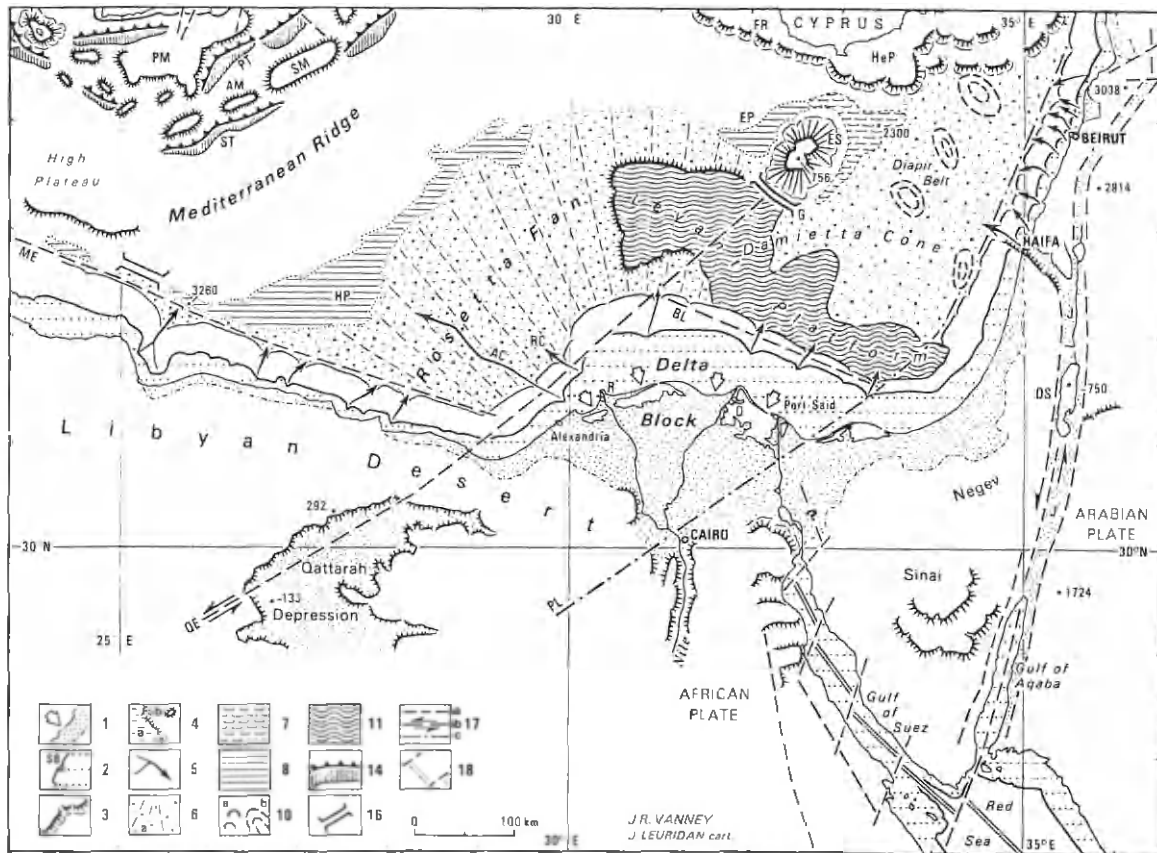 30 E
35° E
FR
CYPRUS
HeP
PM
PT
SM
AM
ST
High
Plateau
Mediterranean Ridge
EP
ES
2300
756
G
3038
BEIRUT
Diapir
Belt
2814
Levant Platform
Damietta Cone
HAIFA
ME
3260
HP
Rosetta Fan
AC
RC
BL
Delta
Block
R
D
Port-Said
Alexandria
DS
750
Libyan Desert
292
Negev
ARABIAN
PLATE
30 N
30°N
CAIRO
?
Qattarah
Depression
-133
QE
PL
Sinai
1724
25 E
Nile
AFRICAN
PLATE
Gulf of
Aqaba
Gulf
of
Suez
Red
Sea
1
SB
2
3
a
b
4
5
a
6
7
8
a
b
10
11
14
16
a
b
c
17
18
0
100 km
J.R. VANNEY
J. LEURIDAN cart.
30° E
35° E